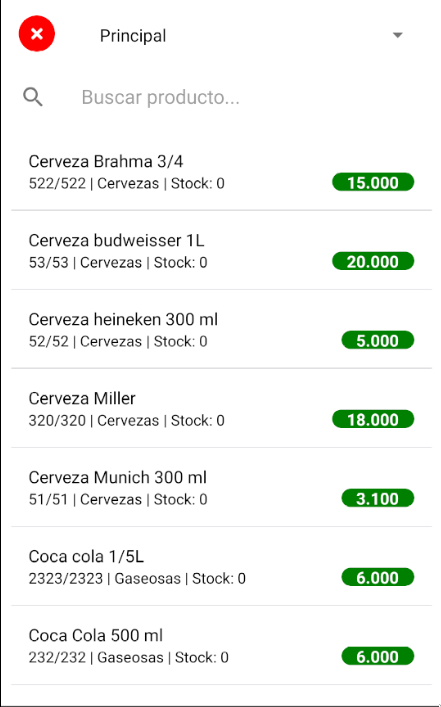 Principal
Buscar producto...
Cerveza Brahma 3/4
522/522 | Cervezas | Stock: 0
15.000
Cerveza budweisser 1L
53/53 | Cervezas | Stock: 0
20.000
Cerveza heineken 300 ml
52/52 | Cervezas | Stock: 0
5.000
Cerveza Miller
320/320 | Cervezas | Stock: 0
18.000
Cerveza Munich 300 ml
51/51 | Cervezas | Stock: 0
3.100
Coca cola 1/5L
2323/2323 | Gaseosas | Stock: 0
6.000
Coca Cola 500 ml
232/232 | Gaseosas | Stock: 0
6.000